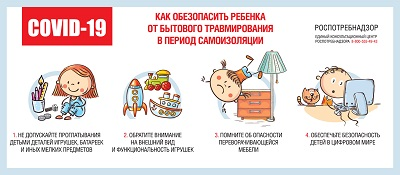 COVID-19
КАК ОБЕЗОПАСИТЬ РЕБЕНКА
ОТ БЫТОВОГО ТРАВМИРОВАНИЯ
В ПЕРИОД САМОИЗОЛЯЦИИ
РОСПОТРЕБНАДЗОР
ЕДИНЫЙ КОНСУЛЬТАЦИОННЫЙ ЦЕНТР
РОСПОТРЕБНАДЗОРА 8-800-555-49-43
1. НЕ ДОПУСКАЙТЕ ПРОГЛАТЫВАНИЯ
ДЕТЬМИ ДЕТАЛЕЙ ИГРУШЕК, БАТАРЕЕК
И ИНЫХ МЕЛКИХ ПРЕДМЕТОВ
2. ОБРАТИТЕ ВНИМАНИЕ
НА ВНЕШНИЙ ВИД
И ФУНКЦИОНАЛЬНОСТЬ ИГРУШЕК
3. ПОМНИТЕ ОБ ОПАСНОСТИ
ПЕРЕВОРАЧИВАЮЩЕЙСЯ
МЕБЕЛИ
4. ОБЕСПЕЧЬТЕ БЕЗОПАСНОСТЬ
ДЕТЕЙ В ЦИФРОВОМ МИРЕ